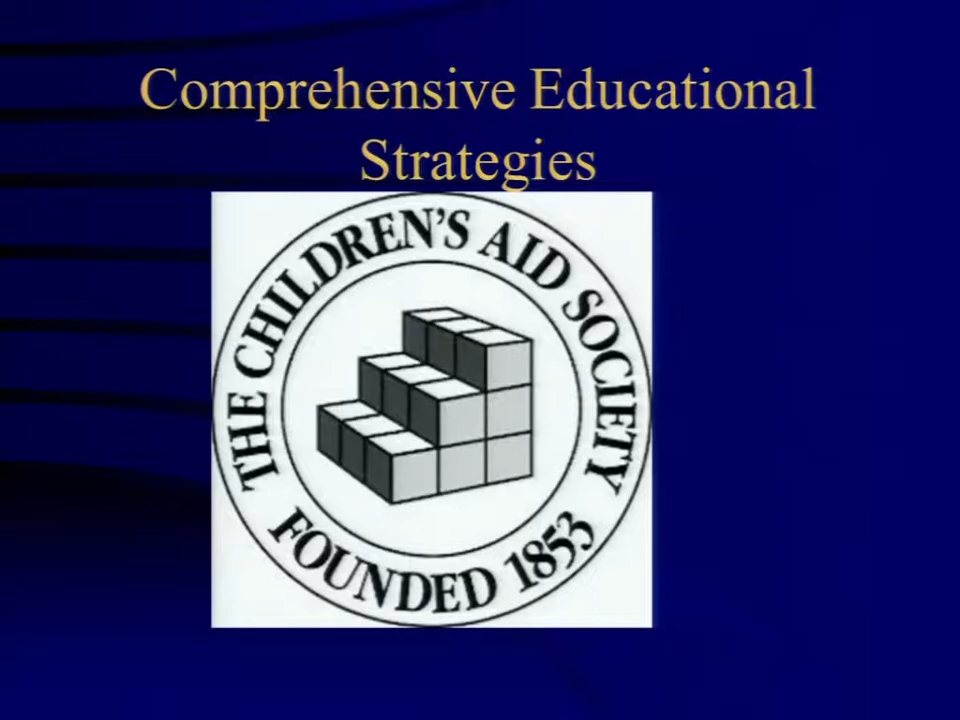 Comprehensive Educational
Strategies
THE CHILDREN'S AID SOCIETY
FOUNDED 1853